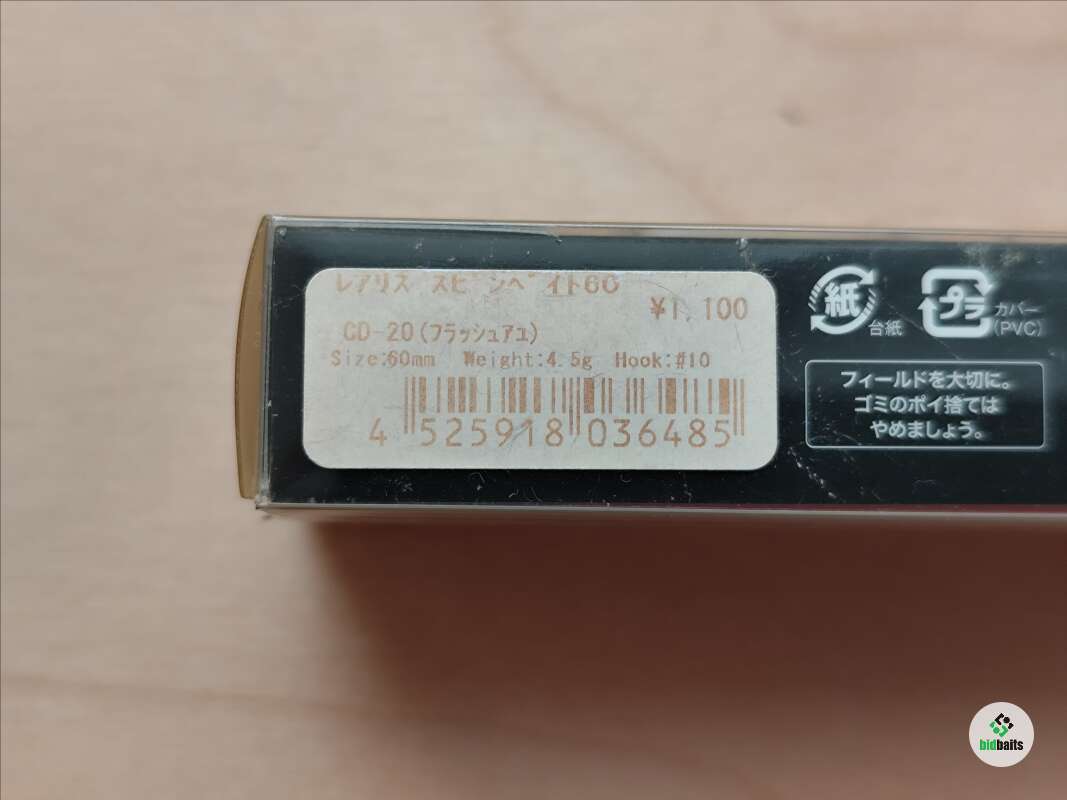 レアリス スピンベイト60
¥1,100
CD-20(フラッシュアユ)
Size:60mm Weight:4.5g Hook:#10
4 525918 036485
紙
台紙
プラ
カバー
(PVC)
フィールドを大切に。
ゴミのポイ捨ては
やめましょう。
bidbaits